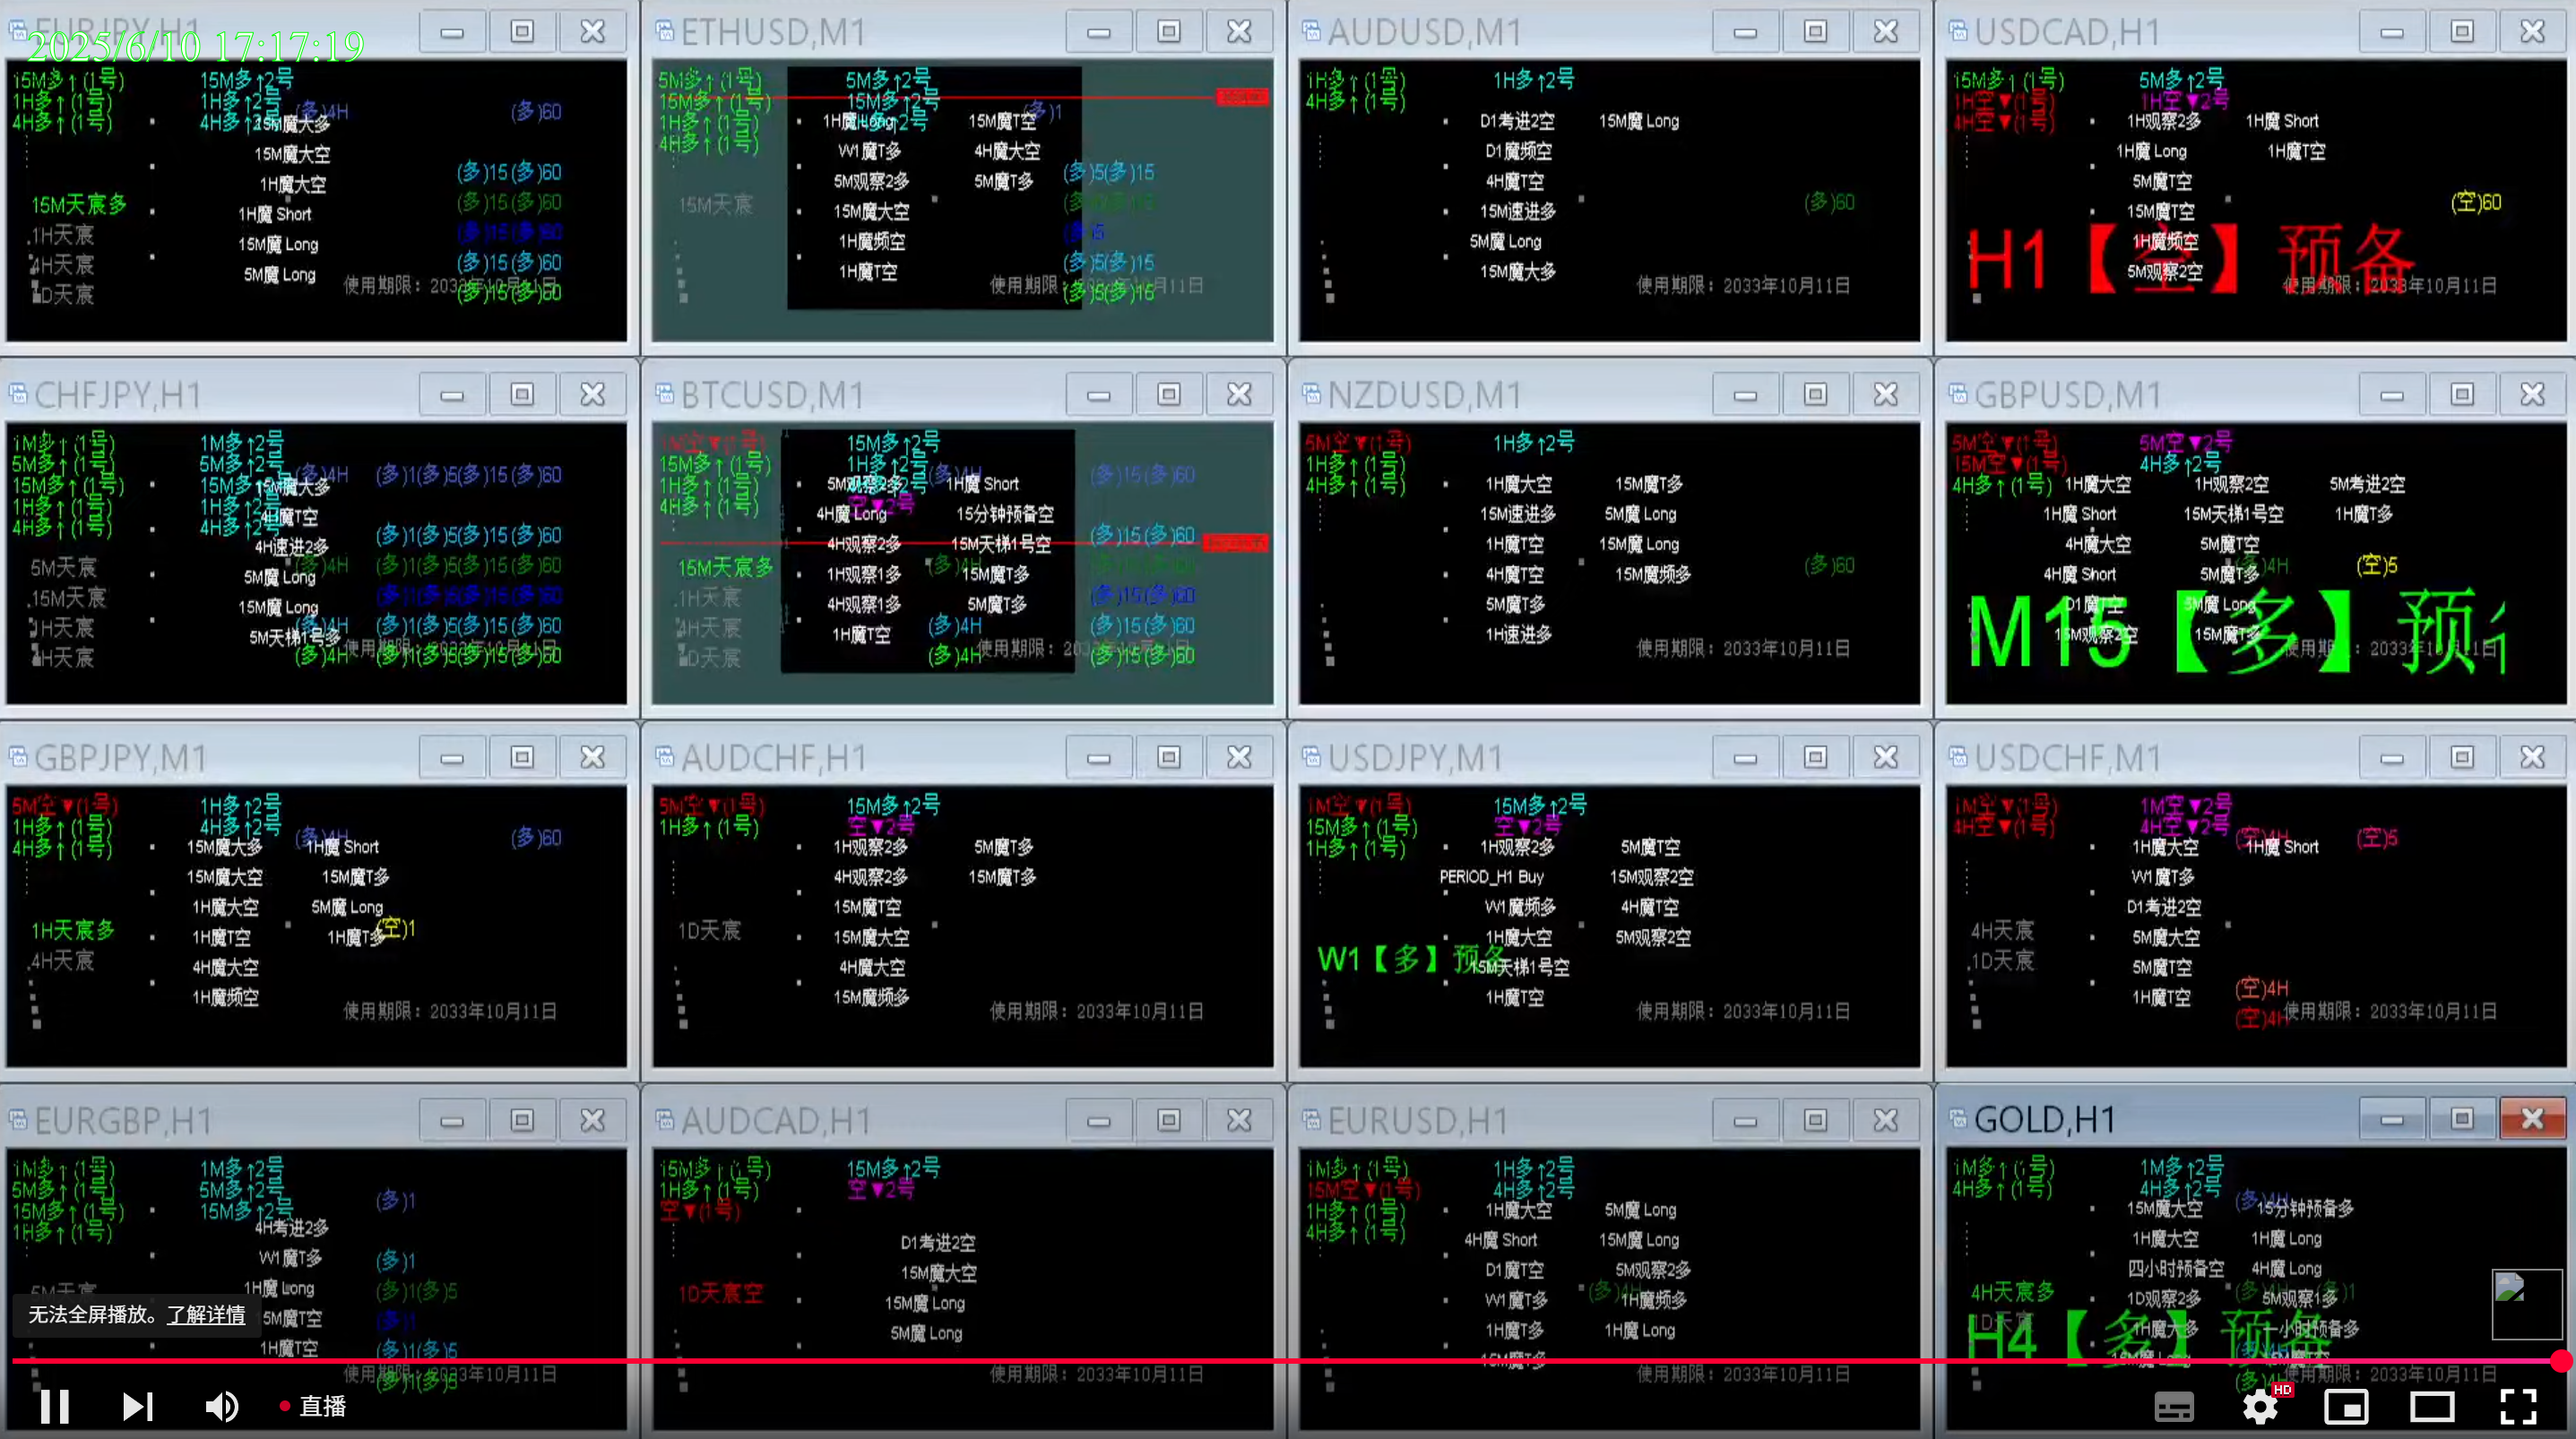 EURJPY,H1
2025/6/10 17:17:19
15M多↑(1号) 15M多↑2号
1H多↑(1号) 1H多↑2号 (多)4H (多)60
4H多↑(1号) 4H多↑2号 15M魔大多
15M魔大空
1H魔大空 (多)15(多)60
15M天宸多 1H魔 Short (多)15(多)60
1H天宸 15M魔 Long (多)15(多)60
4H天宸 5M魔 Long (多)15(多)60
1D天宸 使用期限：2033年10月11日 (多)15(多)60
ETHUSD,M1
5M多↑(1号) 5M多↑2号
15M多↑(1号) 15M多↑2号 (多)1
1H多↑(1号) 1H魔 Long 15M魔T空
4H多↑(1号) W1魔T多 4H魔大空
5M观察2多 5M魔T多 (多)5(多)15
15M天宸 15M魔大空
1H魔频空
1H魔T空 (多)5(多)15
使用期限： (多)5(多)15
AUDUSD,M1
1H多↑(1号) 1H多↑2号
4H多↑(1号)
D1考进2空 15M魔 Long
D1魔频空
4H魔T空
15M速进多 (多)60
5M魔 Long
15M魔大多
使用期限：2033年10月11日
USDCAD,H1
15M多↑(1号) 5M多↑2号
1H空▼(1号) 1H空▼2号
4H空▼(1号)
1H观察2多 1H魔 Short
1H魔 Long 1H魔T空
5M魔T空
15M魔T空 (空)60
1H魔频空
5M观察2空
H1【空】预备
使用期限：2033年10月11日
CHFJPY,H1
1M多↑(1号) 1M多↑2号
5M多↑(1号) 5M多↑2号 (多)4H (多)1(多)5(多)15(多)60
15M多↑(1号) 15M多↑2号 15M魔大多
1H多↑(1号) 1H多↑2号 4H魔T空
4H多↑(1号) 4H多↑2号 (多)1(多)5(多)15(多)60
4H速进2多
5M天宸 5M魔 Long (多)4H (多)1(多)5(多)15(多)60
15M天宸 15M魔 Long (多)1(多)5(多)15(多)60
1H天宸 (多)4H (多)1(多)5(多)15(多)60
4H天宸 5M天梯1号多 (多)4H (多)1(多)5(多)15(多)60
BTCUSD,M1
1M空▼(1号) 15M多↑2号
15M多↑(1号) 1H多↑2号 (多)4H (多)15(多)60
1H多↑(1号) 5M观察2多 1H魔 Short
4H多↑(1号) 空▼2号
4H魔 Long 15分钟预备空
4H观察2多 15M天梯1号空 (多)15(多)60
15M天宸多 1H观察1多 15M魔T多 (多)4H
1H天宸 4H观察1多 5M魔T多 (多)15(多)60
4H天宸 1H魔T空 (多)4H (多)15(多)60
1D天宸 使用期限： (多)4H (多)15(多)60
NZDUSD,M1
5M空▼(1号) 1H多↑2号
1H多↑(1号)
4H多↑(1号)
1H魔大空 15M魔T多
15M速进多 5M魔 Long
1H魔T空 15M魔 Long
4H魔T空 15M魔频多 (多)60
5M魔T多
1H速进多
使用期限：2033年10月11日
GBPUSD,M1
5M空▼(1号) 5M空▼2号
15M空▼(1号) 4H多↑2号
4H多↑(1号)
1H魔大空 1H观察2空 5M考进2空
1H魔 Short 15M天梯1号空 1H魔T多
4H魔大空 5M魔T空
4H魔 Short 5M魔T多 (多)4H (空)5
D1魔T空 5M魔 Long
15M观察2空 15M魔T多
M15【多】预
使用期限：2033年10月11日
GBPJPY,M1
5M空▼(1号) 1H多↑2号
1H多↑(1号) 4H多↑2号
4H多↑(1号) (多)4H (多)60
15M魔大多 1H魔 Short
15M魔大空 15M魔T多
1H魔大空 5M魔 Long
1H天宸多 1H魔T空 1H魔T多 (空)1
4H天宸 4H魔大空
1H魔频空
使用期限：2033年10月11日
AUDCHF,H1
5M空▼(1号) 15M多↑2号
1H多↑(1号) 空▼2号
1H观察2多 5M魔T多
4H观察2多 15M魔T多
15M魔T空
1D天宸 15M魔大空
4H魔大空
15M魔频多
使用期限：2033年10月11日
USDJPY,M1
1M空▼(1号) 15M多↑2号
15M多↑(1号) 空▼2号
1H多↑(1号)
1H观察2多 5M魔T空
PERIOD_H1 Buy 15M观察2空
W1魔频多 4H魔T空
1H魔大空 5M观察2空
W1【多】预备
15M天梯1号空
1H魔T空
使用期限：2033年10月11日
USDCHF,M1
1M空▼(1号) 1M空▼2号
4H空▼(1号) 4H空▼2号
(空)4H (空)5
1H魔大空 1H魔 Short
W1魔T多
D1考进2空
4H天宸 5M魔大空
1D天宸 5M魔T空
1H魔T空 (空)4H
(空)4H 使用期限：2033年10月11日
EURGBP,H1
1M多↑(1号) 1M多↑2号
5M多↑(1号) 5M多↑2号 (多)1
15M多↑(1号) 15M多↑2号
1H多↑(1号) 4H考进2多
W1魔T多 (多)1
5M天宸 1H魔 Long (多)1(多)5
15M魔T空 (多)1
1H魔T空 (多)1(多)5
使用期限：2033年10月11日
(多)1(多)5
AUDCAD,H1
15M多↑(1号) 15M多↑2号
1H多↑(1号) 空▼2号
空▼(1号)
D1考进2空
15M魔大空
1D天宸空 15M魔 Long
5M魔 Long
使用期限：2033年10月11日
EURUSD,H1
1M多↑(1号) 1H多↑2号
15M空▼(1号) 4H多↑2号
1H多↑(1号) 1H魔大空 5M魔 Long
4H多↑(1号) 4H魔 Short 15M魔 Long
D1魔T空 5M观察2多
W1魔T多 (多)4H 1H魔频多
1H魔T多 1H魔 Long
15M魔T多
使用期限：2033年10月11日
GOLD,H1
1M多↑(1号) 1M多↑2号
4H多↑(1号) 4H多↑2号
(多)4H
15M魔大空 15分钟预备多
1H魔大空 1H魔 Long
四小时预备空 4H魔 Long
4H天宸多 1D观察2多 5M观察1多
1D天宸 1H魔大多 一小时预备多
H4【多】预备
使用期限：2033年10月11日
无法全屏播放。了解详情
直播
HD